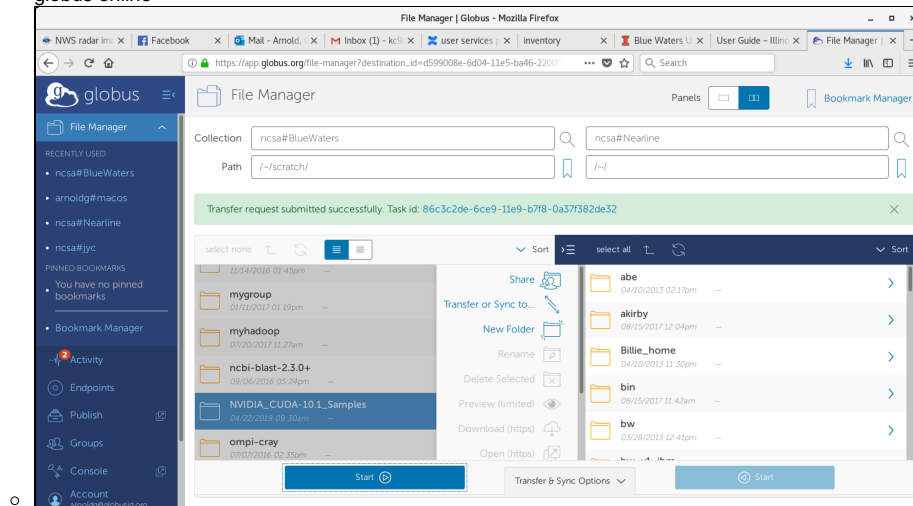 globus online
File Manager | Globus - Mozilla Firefox
NWS radar ima
Facebook
Mail - Arnold,
Inbox (1) - kc9
user services p
inventory
Blue Waters U
User Guide – Illino
File Manager |
https://app.globus.org/file-manager?destination_id=d599008e-6d04-11e5-ba46-22000
Search
globus
File Manager
Panels
Bookmark Manager
File Manager
RECENTLY USED
ncsa#BlueWaters
arnoldg#macos
ncsa#Nearline
ncsa#jyc
PINNED BOOKMARKS
You have no pinned
bookmarks
Bookmark Manager
2
Activity
Endpoints
Publish
Groups
Console
Account
arnoldg@globusid.org
Collection
ncsa#BlueWaters
ncsa#Nearline
Path
/~/scratch/
/~/
Transfer request submitted successfully. Task id: 86c3c2de-6ce9-11e9-b7f8-0a37f382de32
select none
Sort
select all
Sort
11/14/2016 01:45pm —
mygroup
01/11/2017 01:19pm —
myhadoop
07/20/2017 11:27am —
ncbi-blast-2.3.0+
09/06/2016 05:24pm —
NVIDIA_CUDA-10.1_Samples
04/22/2019 09:30am —
ompi-cray
07/07/2016 02:35pm —
Share
Transfer or Sync to...
New Folder
Rename
Delete Selected
Preview (limited)
Download (https)
Open (https)
abe
04/10/2013 02:17pm —
akirby
08/15/2017 12:04pm —
Billie_home
04/10/2013 11:30pm —
bin
08/15/2017 11:42am —
bw
03/28/2013 12:41pm —
Start
Transfer & Sync Options
Start